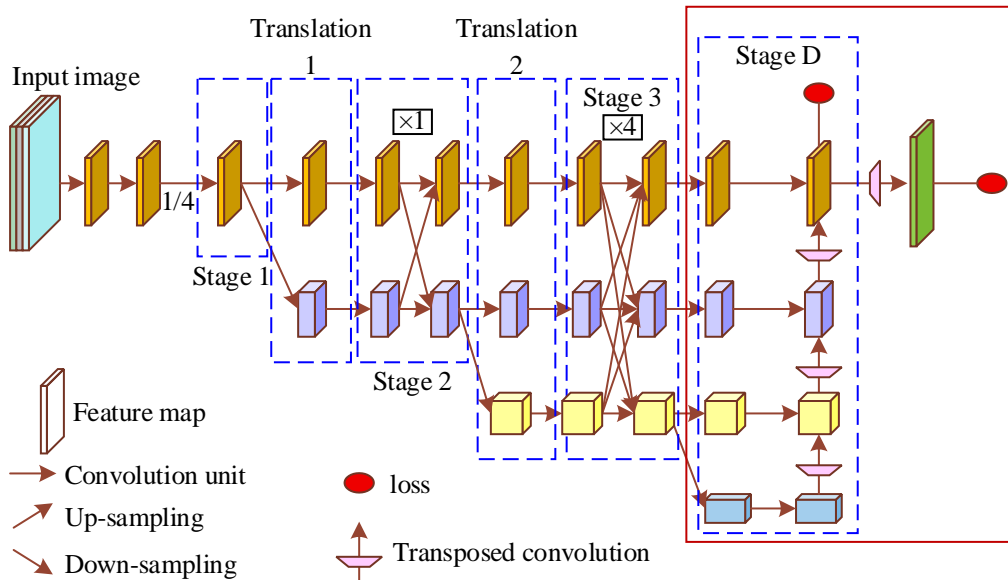 Input image
1/4
Stage 1
Translation
1
×1
Stage 2
Translation
2
Stage 3
×4
Stage D
Feature map
Convolution unit
Up-sampling
Down-sampling
loss
Transposed convolution